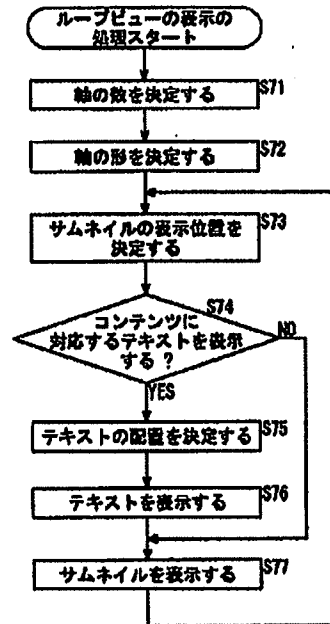 ループビューの表示の
処理スタート
軸の数を決定する
S71
軸の形を決定する
S72
サムネイルの表示位置を
決定する
S73
S74
コンテンツに
対応するテキストを表示
する?
NO
YES
テキストの配置を決定する
S75
テキストを表示する
S76
サムネイルを表示する
S77